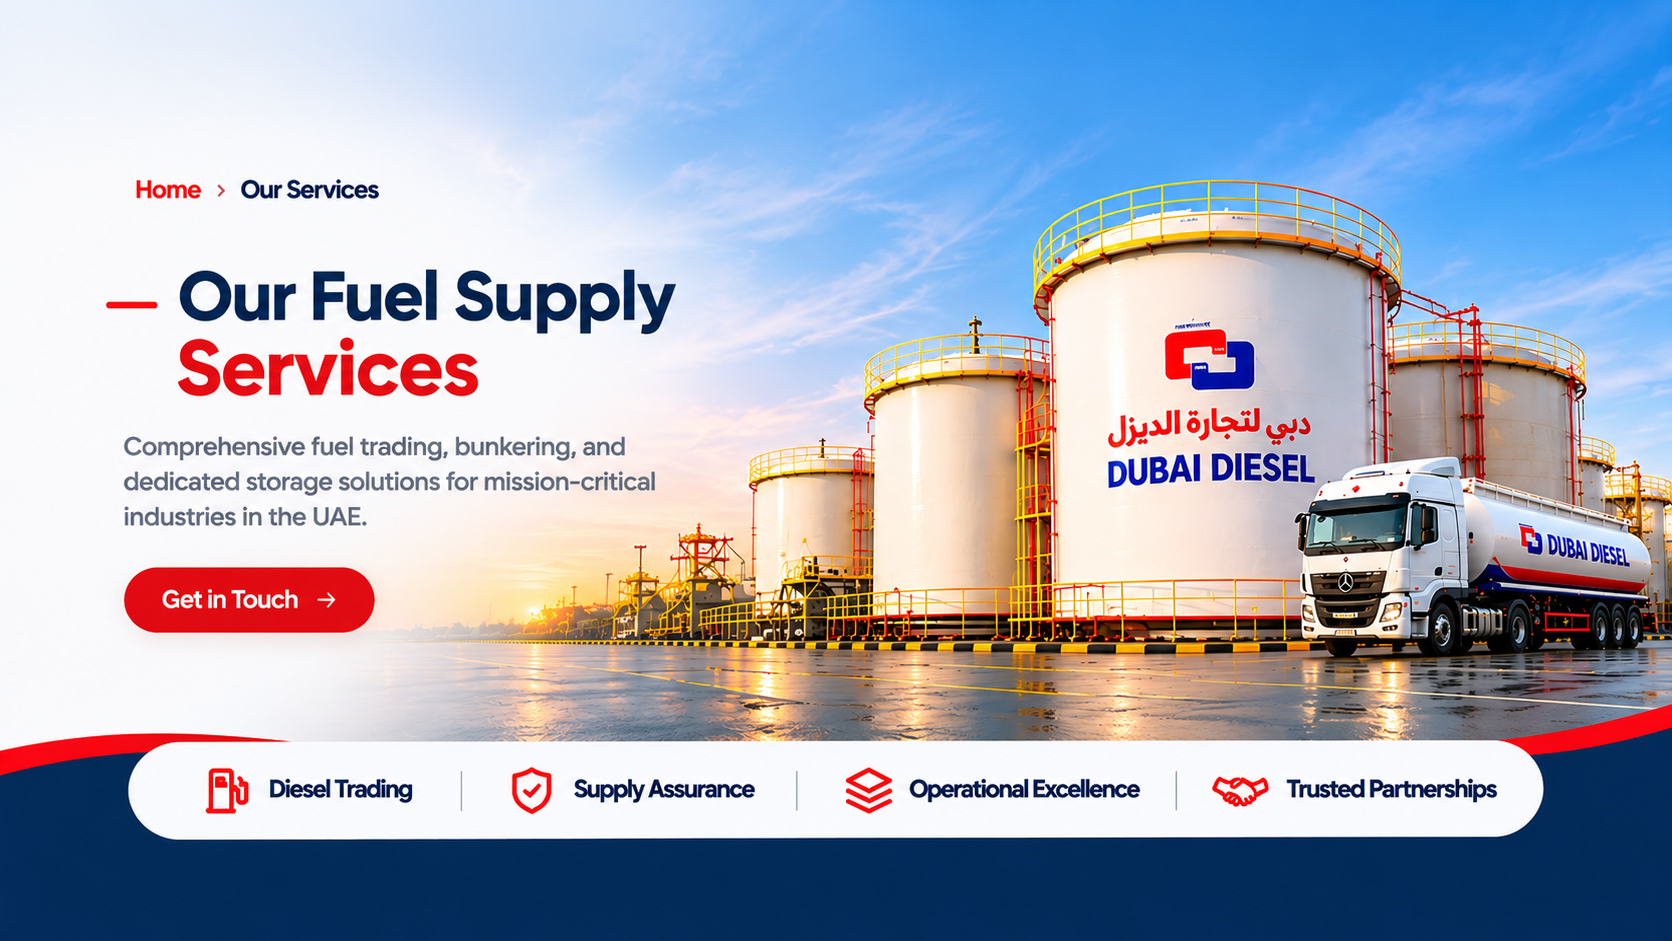 Home > Our Services
Our Fuel Supply
Services
Comprehensive fuel trading, bunkering, and
dedicated storage solutions for mission-critical
industries in the UAE.
Get in Touch →
دبي لتجارة الديزل
DUBAI DIESEL
DUBAI DIESEL
Diesel Trading
Supply Assurance
Operational Excellence
Trusted Partnerships